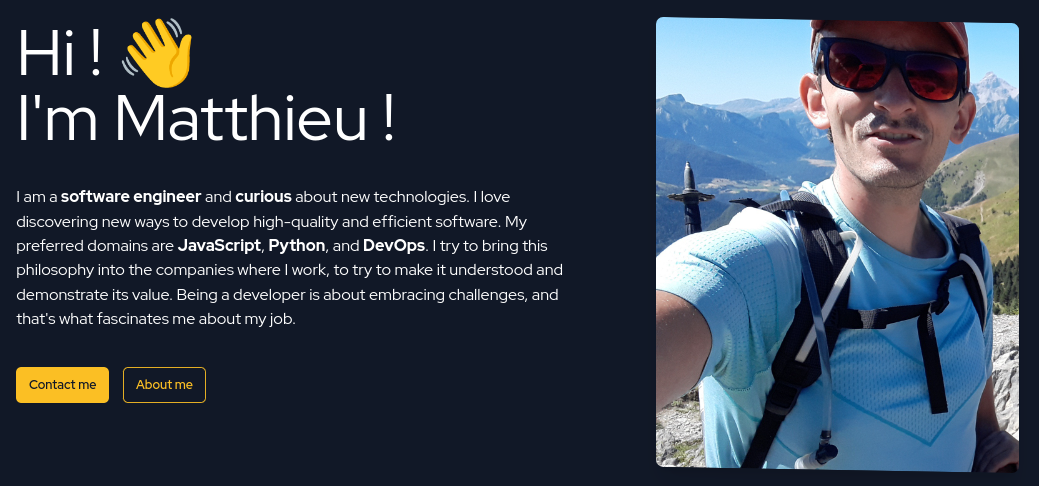 Hi ! 👋
I'm Matthieu !
I am a software engineer and curious about new technologies. I love
discovering new ways to develop high-quality and efficient software. My
preferred domains are JavaScript, Python, and DevOps. I try to bring this
philosophy into the companies where I work, to try to make it understood and
demonstrate its value. Being a developer is about embracing challenges, and
that's what fascinates me about my job.
Contact me
About me